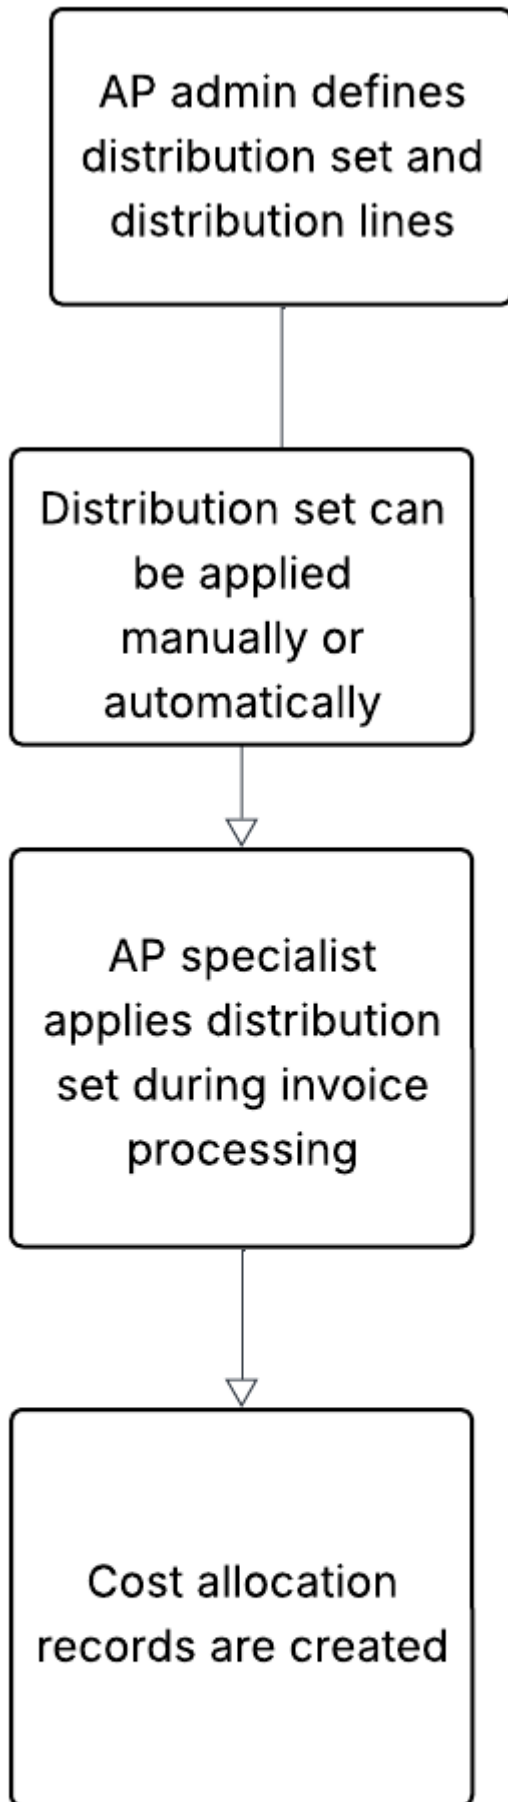 AP admin defines
distribution set and
distribution lines
Distribution set can
be applied
manually or
automatically
AP specialist
applies distribution
set during invoice
processing
Cost allocation
records are created